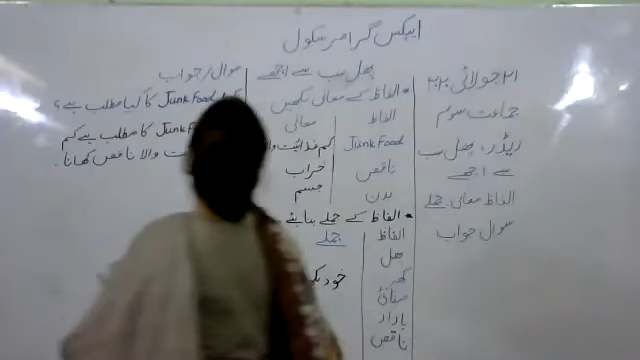 ایپکس گرامر سکول
۲۱ جولائی ۲۲
جماعت سوم
ریڈر، پھل سب
سے اچھے
الفاظ معانی جملے
سوال جواب
پھل سب سے اچھے
الفاظ کے معانی لکھیں
الفاظ معانی
Junk Food کم غذائیت والا
ناقص خراب
بدن جسم
الفاظ کے جملے بنائیے
الفاظ جملے
پھل
گھر
صفائی
بازار
ناقص
سوال/جواب
Junk Food کا کیا مطلب ہے؟
Junk F کا مطلب ہے کم
والا ناقص کھانا۔